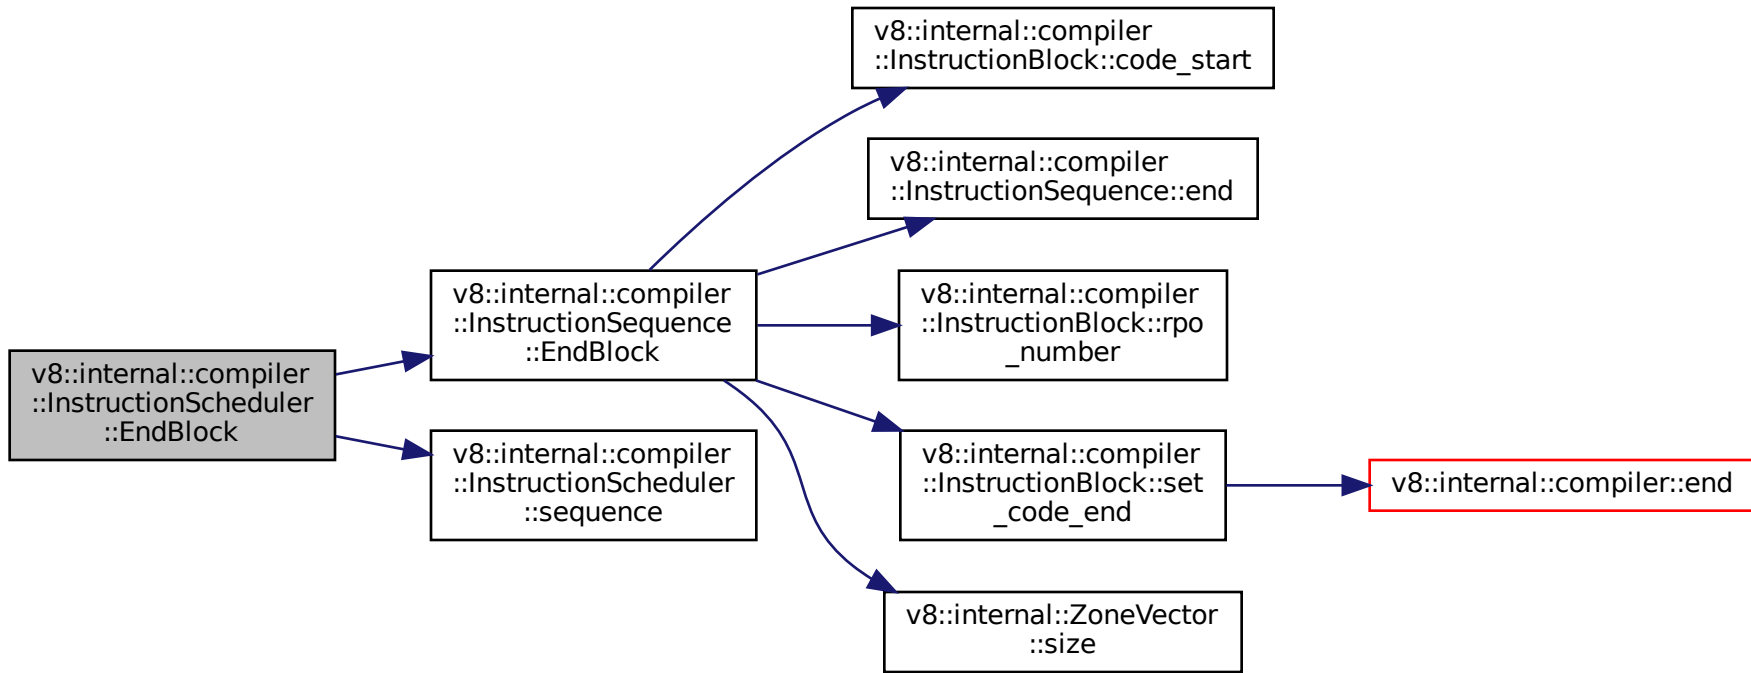 v8::internal::compiler
::InstructionScheduler
::EndBlock
v8::internal::compiler
::InstructionSequence
::EndBlock
v8::internal::compiler
::InstructionScheduler
::sequence
v8::internal::compiler
::InstructionBlock::code_start
v8::internal::compiler
::InstructionSequence::end
v8::internal::compiler
::InstructionBlock::rpo
_number
v8::internal::compiler
::InstructionBlock::set
_code_end
v8::internal::ZoneVector
::size
v8::internal::compiler::end